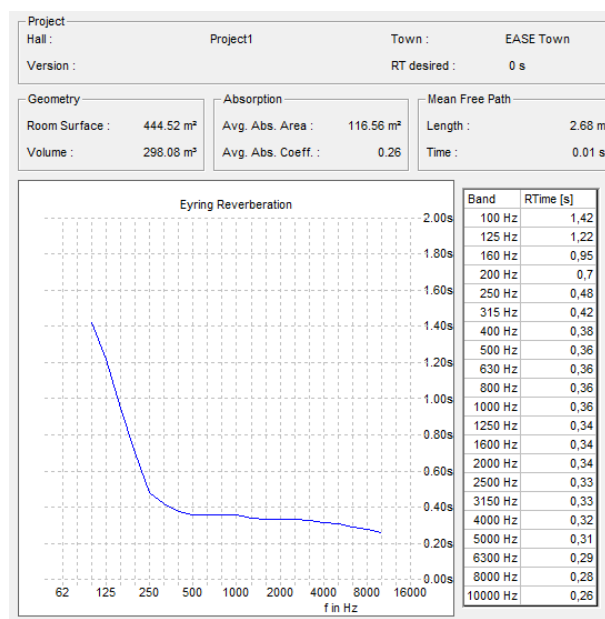 Project
Hall : Project1 Town : EASE Town
Version : RT desired : 0 s
Geometry Absorption Mean Free Path
Room Surface : 444.52 m² Avg. Abs. Area : 116.56 m² Length : 2.68 m
Volume : 298.08 m³ Avg. Abs. Coeff. : 0.26 Time : 0.01 s
Eyring Reverberation
2.00s
1.80s
1.60s
1.40s
1.20s
1.00s
0.80s
0.60s
0.40s
0.20s
0.00s
62 125 250 500 1000 2000 4000 8000 16000
f in Hz
Band RTime [s]
100 Hz 1,42
125 Hz 1,22
160 Hz 0,95
200 Hz 0,7
250 Hz 0,48
315 Hz 0,42
400 Hz 0,38
500 Hz 0,36
630 Hz 0,36
800 Hz 0,36
1000 Hz 0,36
1250 Hz 0,34
1600 Hz 0,34
2000 Hz 0,34
2500 Hz 0,33
3150 Hz 0,33
4000 Hz 0,32
5000 Hz 0,31
6300 Hz 0,29
8000 Hz 0,28
10000 Hz 0,26